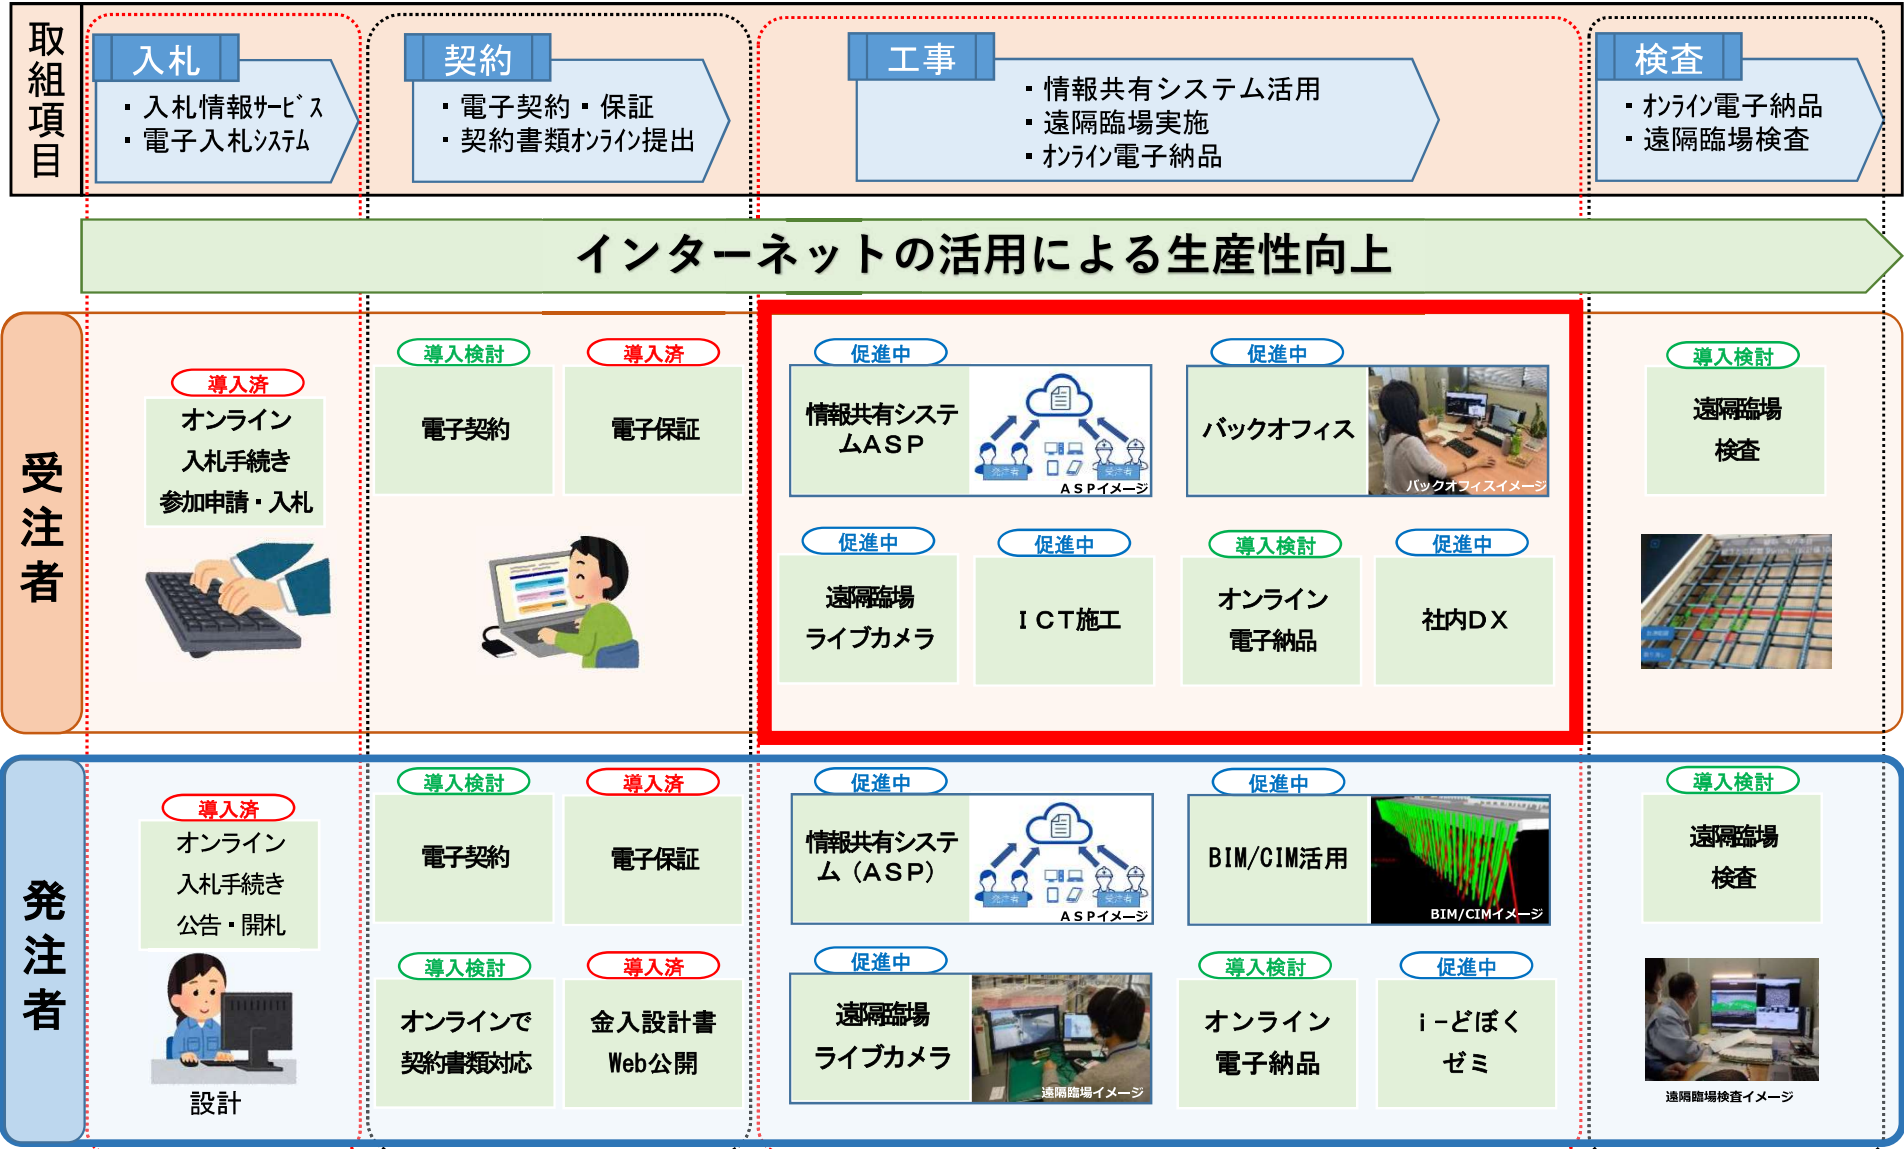 取組項目
入札
・入札情報ｻｰﾋﾞｽ
・電子入札ｼｽﾃﾑ
契約
・電子契約・保証
・契約書類ｵﾝﾗｲﾝ提出
工事
・情報共有システム活用
・遠隔臨場実施
・ｵﾝﾗｲﾝ電子納品
検査
・ｵﾝﾗｲﾝ電子納品
・遠隔臨場検査
インターネットの活用による生産性向上
受注者
導入済
オンライン
入札手続き
参加申請・入札
導入検討
電子契約
導入済
電子保証
促進中
情報共有システ
ムＡＳＰ
発注者
受注者
ＡＳＰイメージ
促進中
バックオフィス
バックオフィスイメージ
促進中
遠隔臨場
ライブカメラ
促進中
ＩＣＴ施工
導入検討
オンライン
電子納品
促進中
社内ＤＸ
導入検討
遠隔臨場
検査
発注者
導入済
オンライン
入札手続き
公告・開札
設計
導入検討
電子契約
導入済
電子保証
導入検討
オンラインで
契約書類対応
導入済
金入設計書
Web公開
促進中
情報共有システ
ム（ＡＳＰ）
発注者
受注者
ＡＳＰイメージ
促進中
BIM/CIM活用
BIM/CIMイメージ
促進中
遠隔臨場
ライブカメラ
遠隔臨場イメージ
導入検討
オンライン
電子納品
促進中
ｉ－どぼく
ゼミ
導入検討
遠隔臨場
検査
遠隔臨場検査イメージ